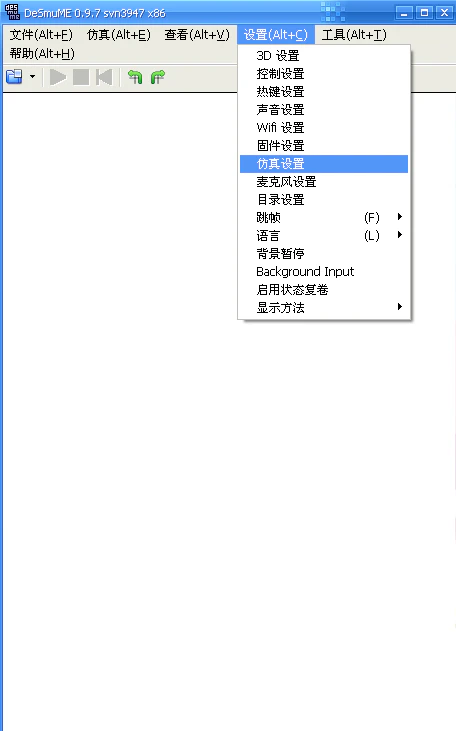 DeSmuME 0.9.7 svn3947 x86
文件(Alt+F) 仿真(Alt+E) 查看(Alt+V) 设置(Alt+C) 工具(Alt+T)
帮助(Alt+H)
3D 设置
控制设置
热键设置
声音设置
Wifi 设置
固件设置
仿真设置
麦克风设置
目录设置
跳帧 (F)
语言 (L)
背景暂停
Background Input
启用状态复卷
显示方法